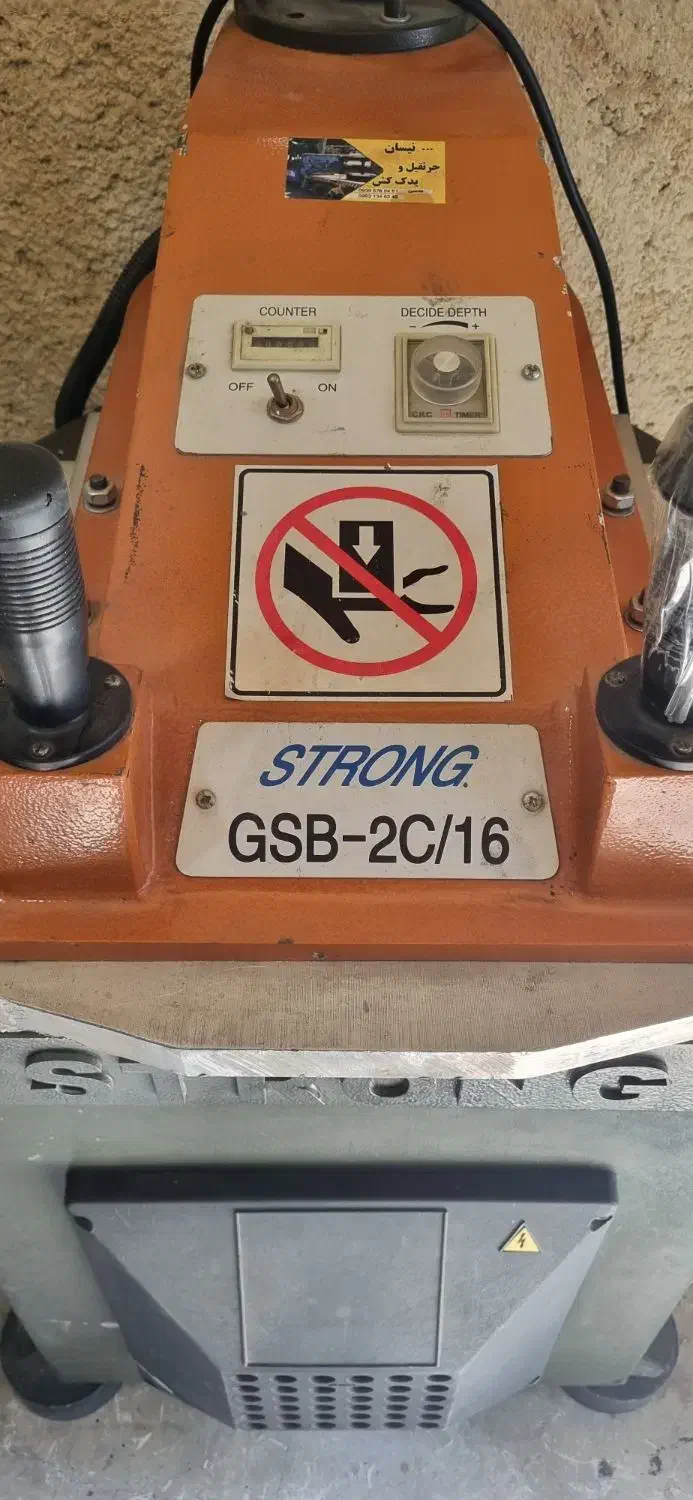 ... نیسان
جرثقیل و
یدک کش
COUNTER
DECIDE DEPTH
- +
OFF ON
CKC TIMER
STRONG
GSB-2C/16
STRONG